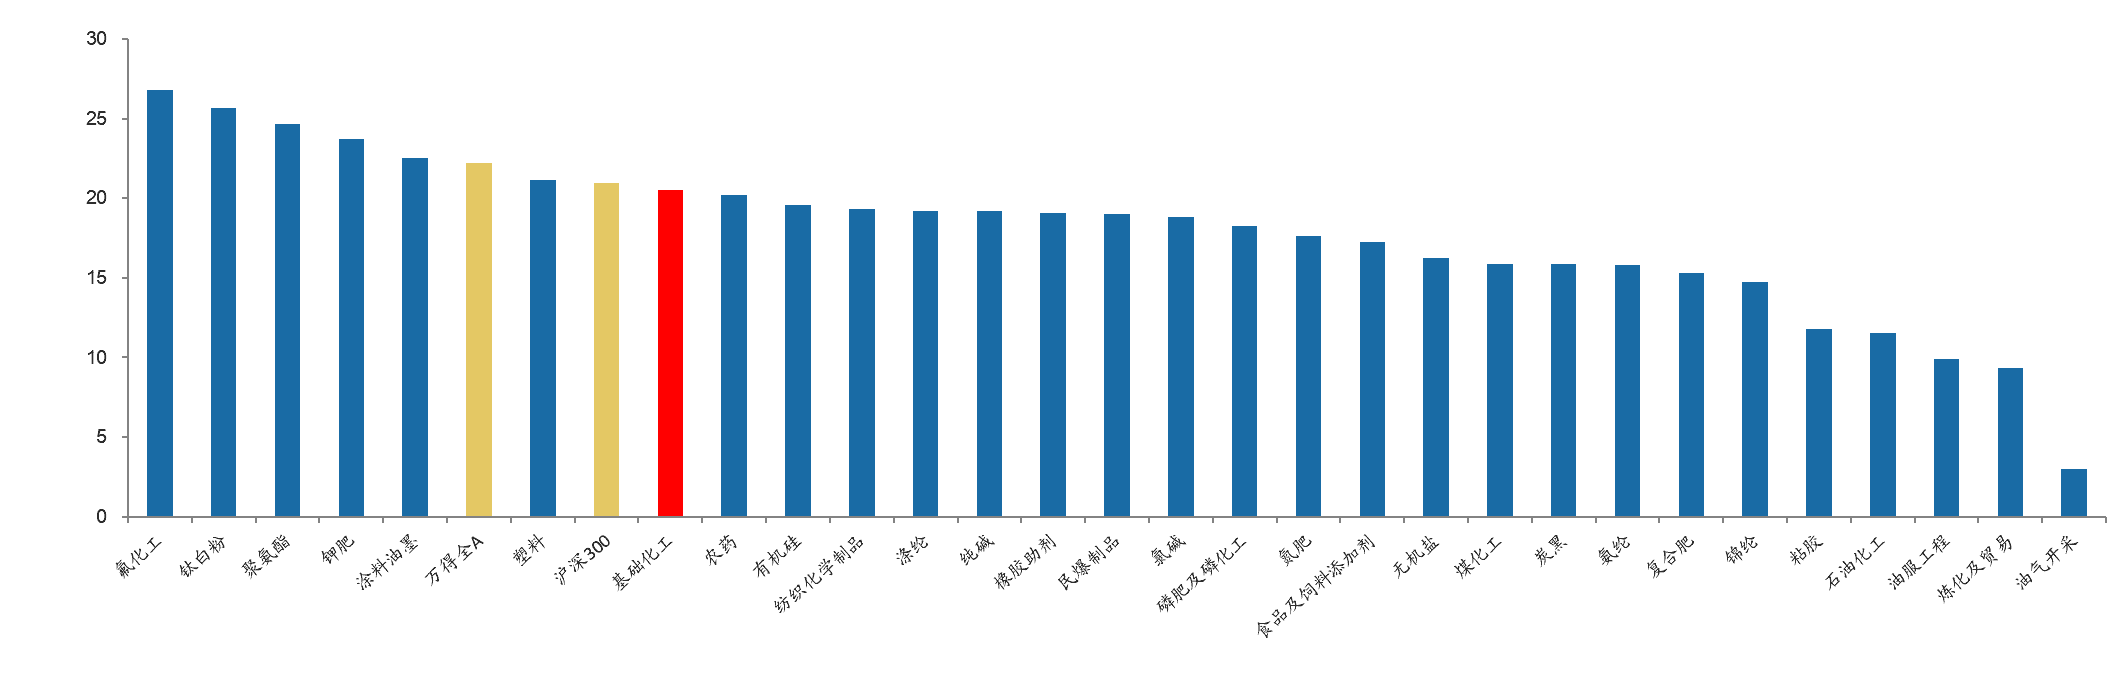 30
25
20
15
10
5
0
氟化工
钛白粉
聚氨酯
钾肥
涂料油墨
万得全A
塑料
沪深300
基础化工
农药
有机硅
纺织化学制品
涤纶
纯碱
橡胶助剂
民爆制品
氯碱
磷肥及磷化工
氮肥
食品及饲料添加剂
无机盐
煤化工
炭黑
氨纶
复合肥
锦纶
粘胶
石油化工
油服工程
炼化及贸易
油气开采